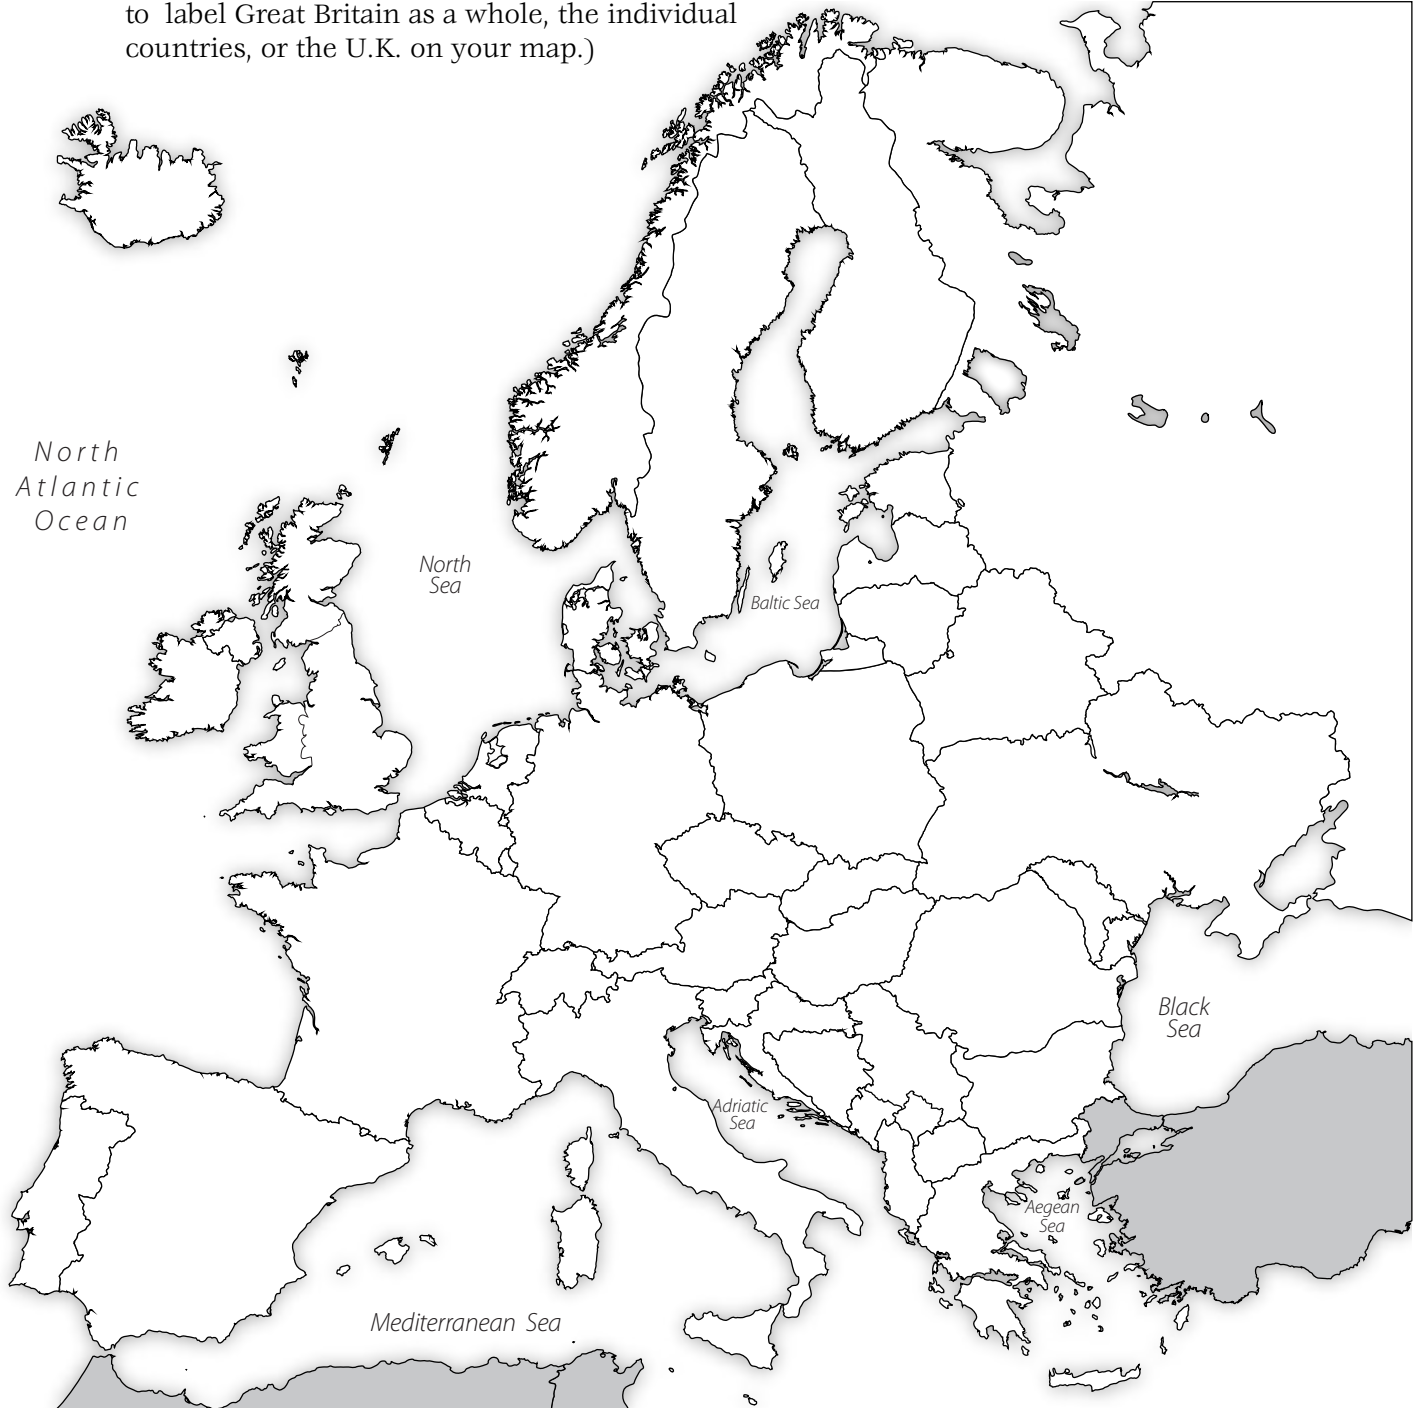 to  label Great Britain as a whole, the individual
countries, or the U.K. on your map.)
North
Atlantic
Ocean
North
Sea
Baltic Sea
Black
Sea
Adriatic
Sea
Aegean
Sea
Mediterranean Sea